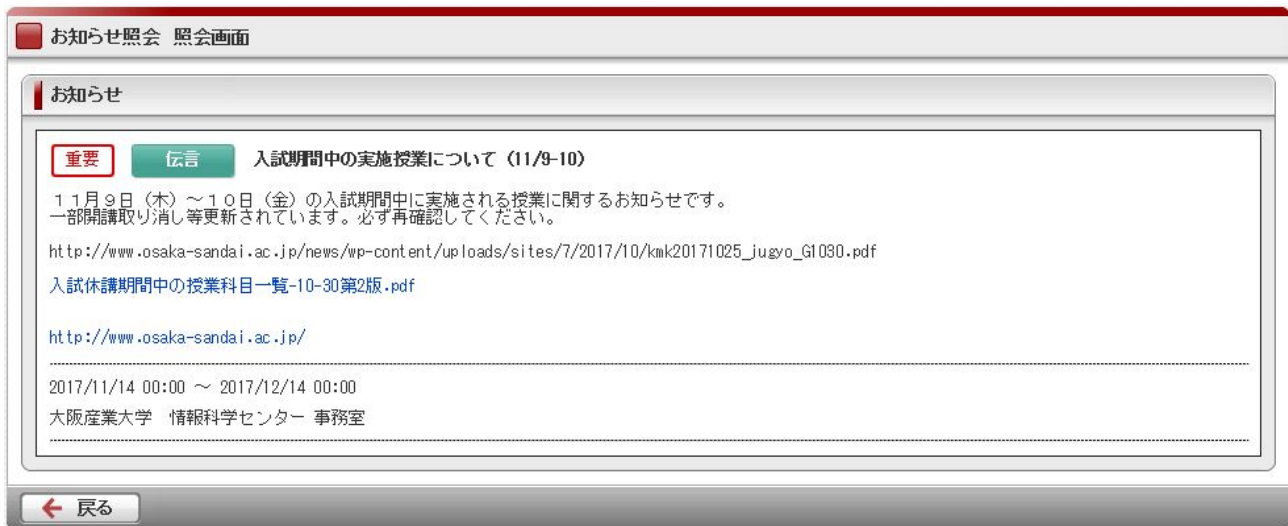 お知らせ照会 照会画面
お知らせ
重要 伝言 入試期間中の実施授業について (11/9-10)
１１月９日（木）～１０日（金）の入試期間中に実施される授業に関するお知らせです。
一部開講取り消し等更新されています。必ず再確認してください。
http://www.osaka-sandai.ac.jp/news/wp-content/uploads/sites/7/2017/10/kmk20171025_jugyo_G1030.pdf
入試休講期間中の授業科目一覧-10-30第2版.pdf
http://www.osaka-sandai.ac.jp/
2017/11/14 00:00 ～ 2017/12/14 00:00
大阪産業大学　情報科学センター 事務室
戻る